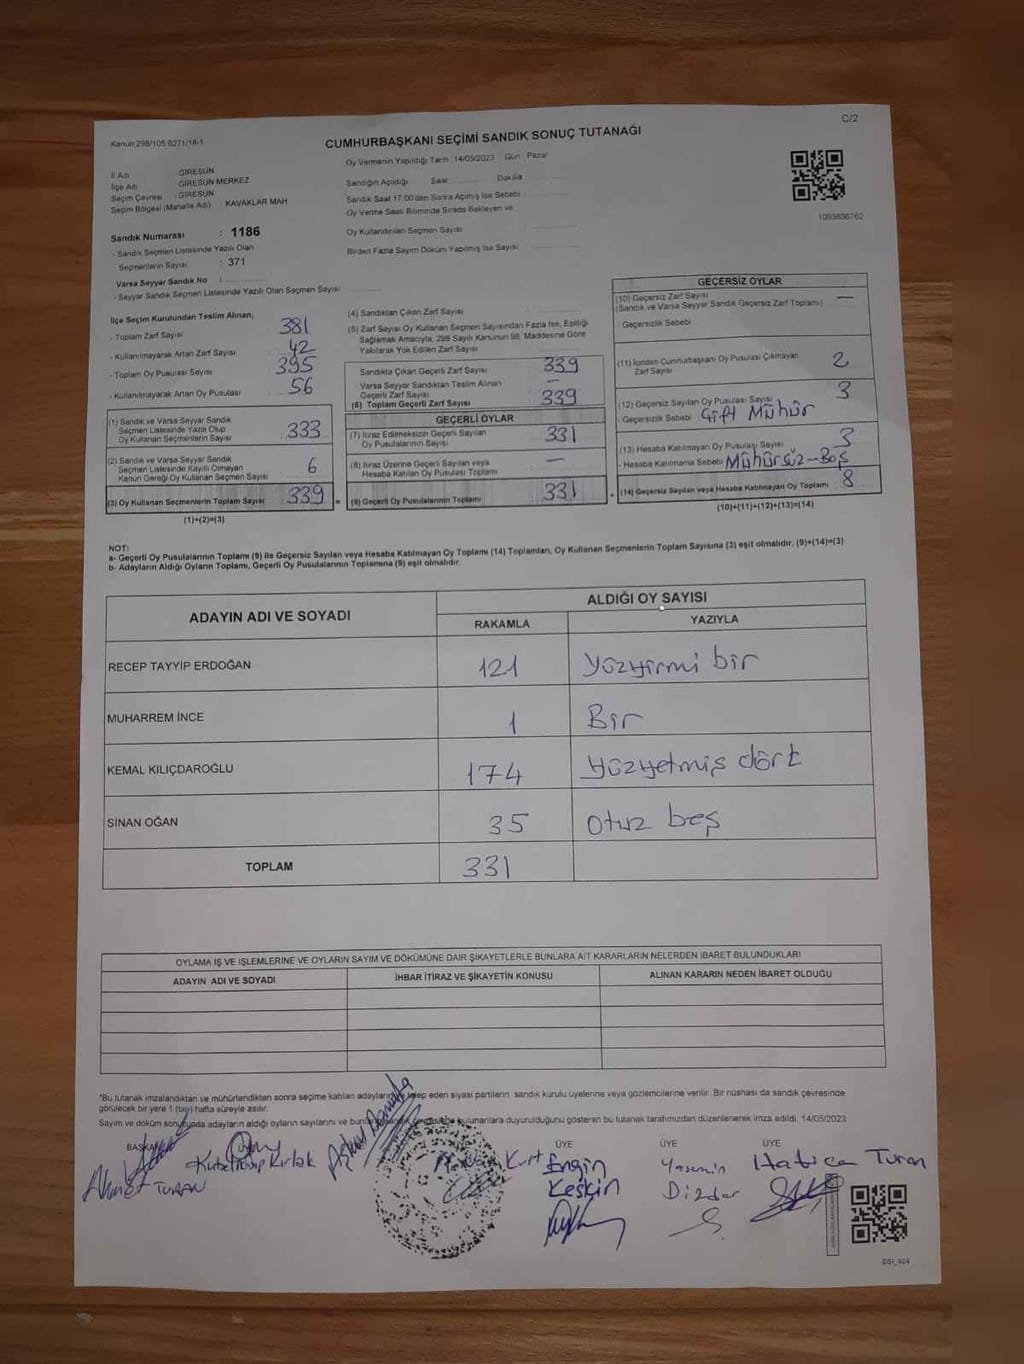 Kanun 298/105 6271/18-1
CUMHURBAŞKANI SEÇİMİ SANDIK SONUÇ TUTANAĞI
C/2
Oy Vermenin Yapıldığı Tarih 14/05/2023 Gün Pazar
İl Adı GİRESUN
İlçe Adı GİRESUN MERKEZ
Seçim Çevresi : GİRESUN
Seçim Bölgesi (Mahalle Adı) KAVAKLAR MAH
Sandığın Açıldığı Saat Dakika
Sandık Saat 17:00'dan Sonra Açılmış İse Sebebi
Oy Verme Saati Bitiminde Sırada Bekleyen ve
Oy Kullandırılan Seçmen Sayısı
Birden Fazla Sayım Döküm Yapılmış İse Sayısı
1093636762
Sandık Numarası : 1186
- Sandık Seçmen Listesinde Yazılı Olan
Seçmenlerin Sayısı : 371
Varsa Seyyar Sandık No :
- Seyyar Sandık Seçmen Listesinde Yazılı Olan Seçmen Sayısı
İlçe Seçim Kurulundan Teslim Alınan;
- Toplam Zarf Sayısı 381
- Kullanılmayarak Artan Zarf Sayısı 42
- Toplam Oy Pusulası Sayısı 395
- Kullanılmayarak Artan Oy Pusulası 56
(1) Sandık ve Varsa Seyyar Sandık
Seçmen Listesinde Yazılı Olup
Oy Kullanan Seçmenlerin Sayısı 333
(2) Sandık ve Varsa Seyyar Sandık
Seçmen Listesinde Kayıtlı Olmayan
Kanun Gereği Oy Kullanan Seçmen Sayısı 6
(3) Oy Kullanan Seçmenlerin Toplam Sayısı 339 =
(1)+(2)=(3)
(4) Sandıktan Çıkan Zarf Sayısı
(5) Zarf Sayısı Oy Kullanan Seçmen Sayısından Fazla İse, Eşitliği
Sağlamak Amacıyla, 298 Sayılı Kanunun 98. Maddesine Göre
Yakılarak Yok Edilen Zarf Sayısı
Sandıkta Çıkan Geçerli Zarf Sayısı 339
Varsa Seyyar Sandıktan Teslim Alınan
Geçerli Zarf Sayısı —
(6) Toplam Geçerli Zarf Sayısı 339
GEÇERLİ OYLAR
(7) İtiraz Edilmeksizin Geçerli Sayılan
Oy Pusulalarının Sayısı 331
(8) İtiraz Üzerine Geçerli Sayılan veya
Hesaba Katılan Oy Pusulası Toplamı —
(9) Geçerli Oy Pusulalarının Toplamı 331 +
GEÇERSİZ OYLAR
(10) Geçersiz Zarf Sayısı
(Sandık ve Varsa Seyyar Sandık Geçersiz Zarf Toplamı) —
- Geçersizlik Sebebi
(11) İçinden Cumhurbaşkanı Oy Pusulası Çıkmayan
Zarf Sayısı 2
(12) Geçersiz Sayılan Oy Pusulası Sayısı 3
- Geçersizlik Sebebi Çift Mühür
(13) Hesaba Katılmayan Oy Pusulası Sayısı 3
- Hesaba Katılmama Sebebi Mühürsüz-Boş
(14) Geçersiz Sayılan veya Hesaba Katılmayan Oy Toplamı 8
(10)+(11)+(12)+(13)=(14)
NOT:
a- Geçerli Oy Pusulalarının Toplamı (9) ile Geçersiz Sayılan veya Hesaba Katılmayan Oy Toplamı (14) Toplamları, Oy Kullanan Seçmenlerin Toplam Sayısına (3) eşit olmalıdır. (9)+(14)=(3)
b- Adayların Aldığı Oyların Toplamı, Geçerli Oy Pusulalarının Toplamına (9) eşit olmalıdır.
ADAYIN ADI VE SOYADI
ALDIĞI OY SAYISI
RAKAMLA YAZIYLA
RECEP TAYYİP ERDOĞAN 121 Yüzyirmi bir
MUHARREM İNCE 1 Bir
KEMAL KILIÇDAROĞLU 174 yüzyetmiş dört
SİNAN OĞAN 35 otuz beş
TOPLAM 331
OYLAMA İŞ VE İŞLEMLERİNE VE OYLARIN SAYIM VE DÖKÜMÜNE DAİR ŞİKAYETLERLE BUNLARA AİT KARARLARIN NELERDEN İBARET BULUNDUKLARI
ADAYIN ADI VE SOYADI İHBAR İTİRAZ VE ŞİKAYETİN KONUSU ALINAN KARARIN NEDEN İBARET OLDUĞU
*Bu tutanak imzalandıktan ve mühürlendikten sonra seçime katılan adayların, talep eden siyasi partilerin sandık kurulu üyelerine veya gözlemcilerine verilir. Bir nüshası da sandık çevresinde
görülecek bir yere 1 (bir) hafta süreyle asılır.
Sayım ve döküm sonucunda adayların aldığı oyların sayılarını ve bunun bulunanlara duyurulduğunu gösteren bu tutanak tarafımızdan düzenlenerek imza edildi. 14/05/2023
BAŞKAN ÜYE ÜYE ÜYE ÜYE
Ahmet TURAN
Kurt
Engin
Keskin
Yasemin
Dizdar
Hatice Turan
SSI_404